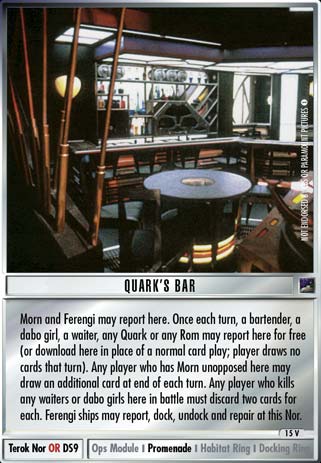 NOT ENDORSED BY CBS OR PARAMOUNT PICTURES
QUARK'S BAR
Morn and Ferengi may report here. Once each turn, a bartender, a
dabo girl, a waiter, any Quark or any Rom may report here for free
(or download here in place of a normal card play; player draws no
cards that turn). Any player who has Morn unopposed here may
draw an additional card at end of each turn. Any player who kills
any waiters or dabo girls here in battle must discard two cards for
each. Ferengi ships may report, dock, undock and repair at this Nor.
15 V
Terok Nor OR DS9 Ops Module | Promenade | Habitat Ring | Docking Ring